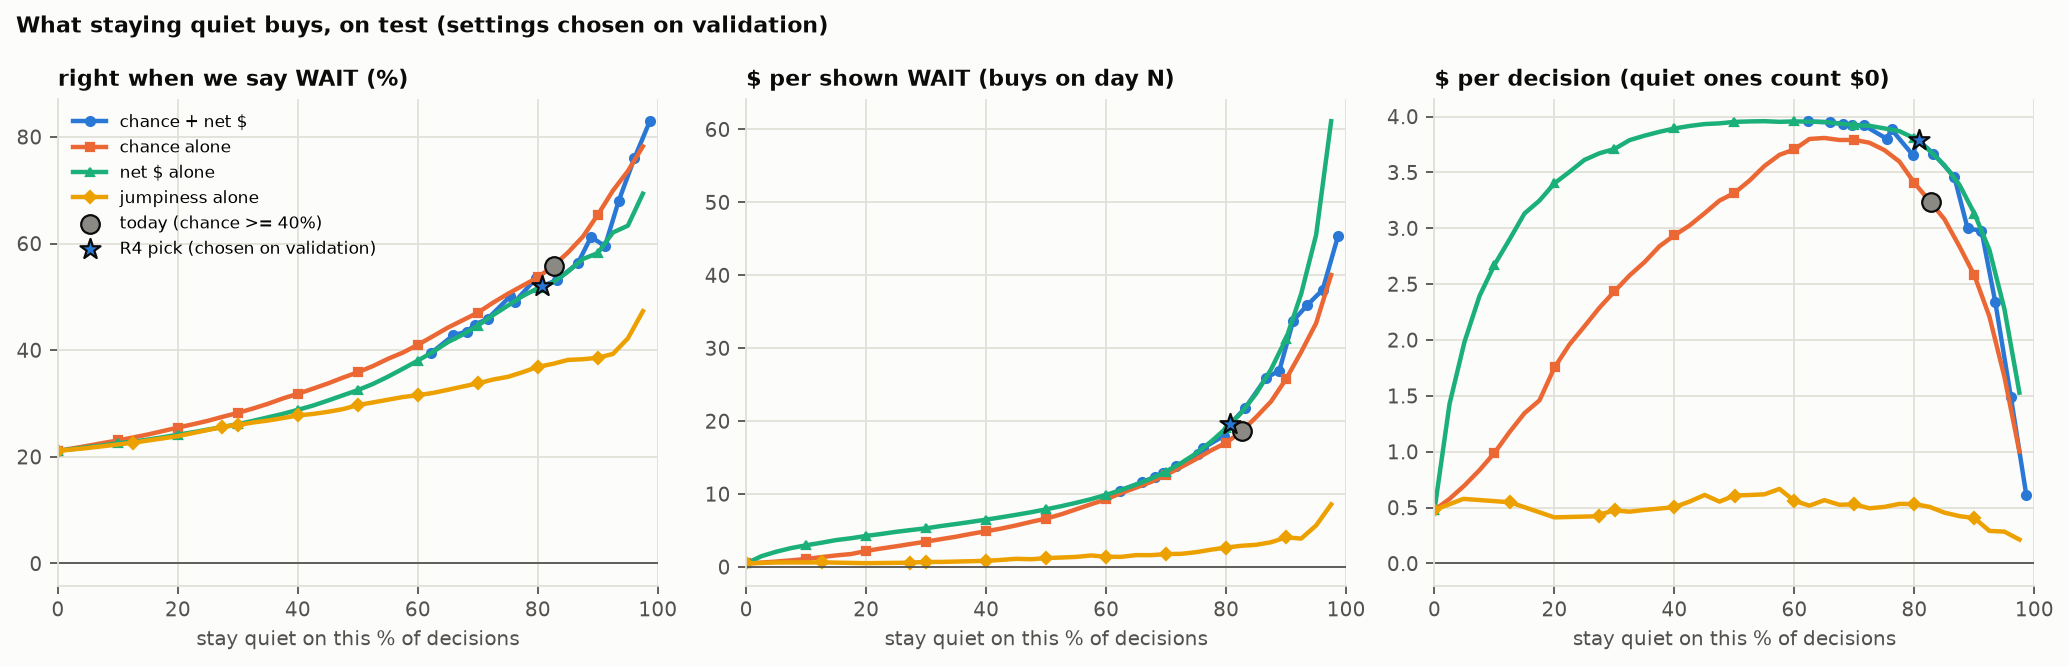 What staying quiet buys, on test (settings chosen on validation)
right when we say WAIT (%)
chance + net $
chance alone
net $ alone
jumpiness alone
today (chance >= 40%)
R4 pick (chosen on validation)
80
60
40
20
0
0 20 40 60 80 100
stay quiet on this % of decisions
$ per shown WAIT (buys on day N)
60
50
40
30
20
10
0
0 20 40 60 80 100
stay quiet on this % of decisions
$ per decision (quiet ones count $0)
4.0
3.5
3.0
2.5
2.0
1.5
1.0
0.5
0.0
0 20 40 60 80 100
stay quiet on this % of decisions